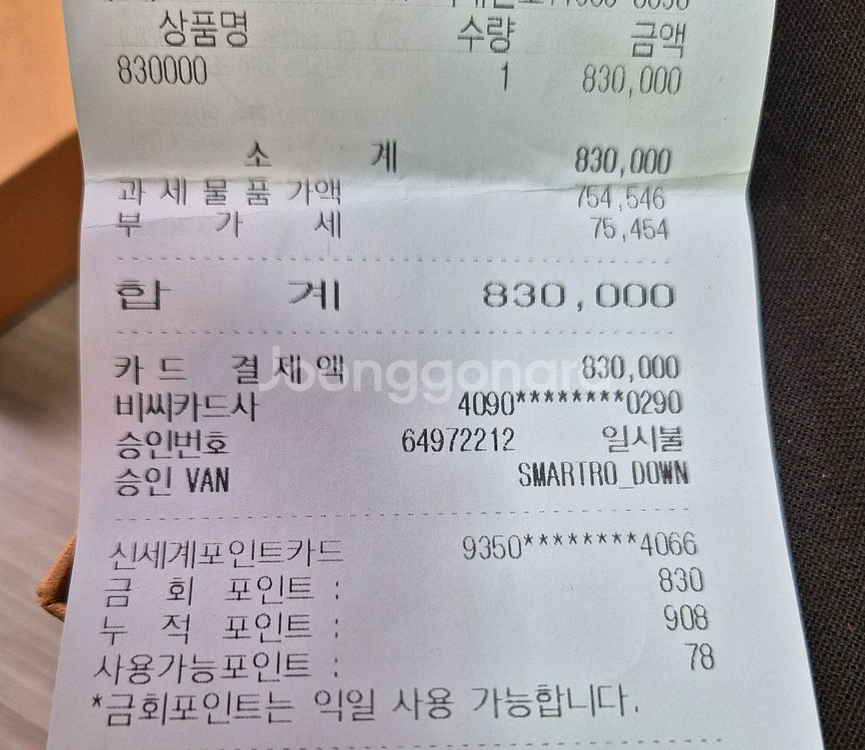 상품명 수량 금액
830000 1 830,000
소 계 830,000
과 세 물 품 가액 754,546
부 가 세 75,454
합 계 830,000
카 드 결 제 액 830,000
비씨카드사 4090********0290
승인번호 64972212 일시불
승인 VAN SMARTRO_DOWN
신세계포인트카드 9350********4066
금 회 포인트 : 830
누 적 포인트 : 908
사용가능포인트 : 78
*금회포인트는 익일 사용 가능합니다.
Joonggonara